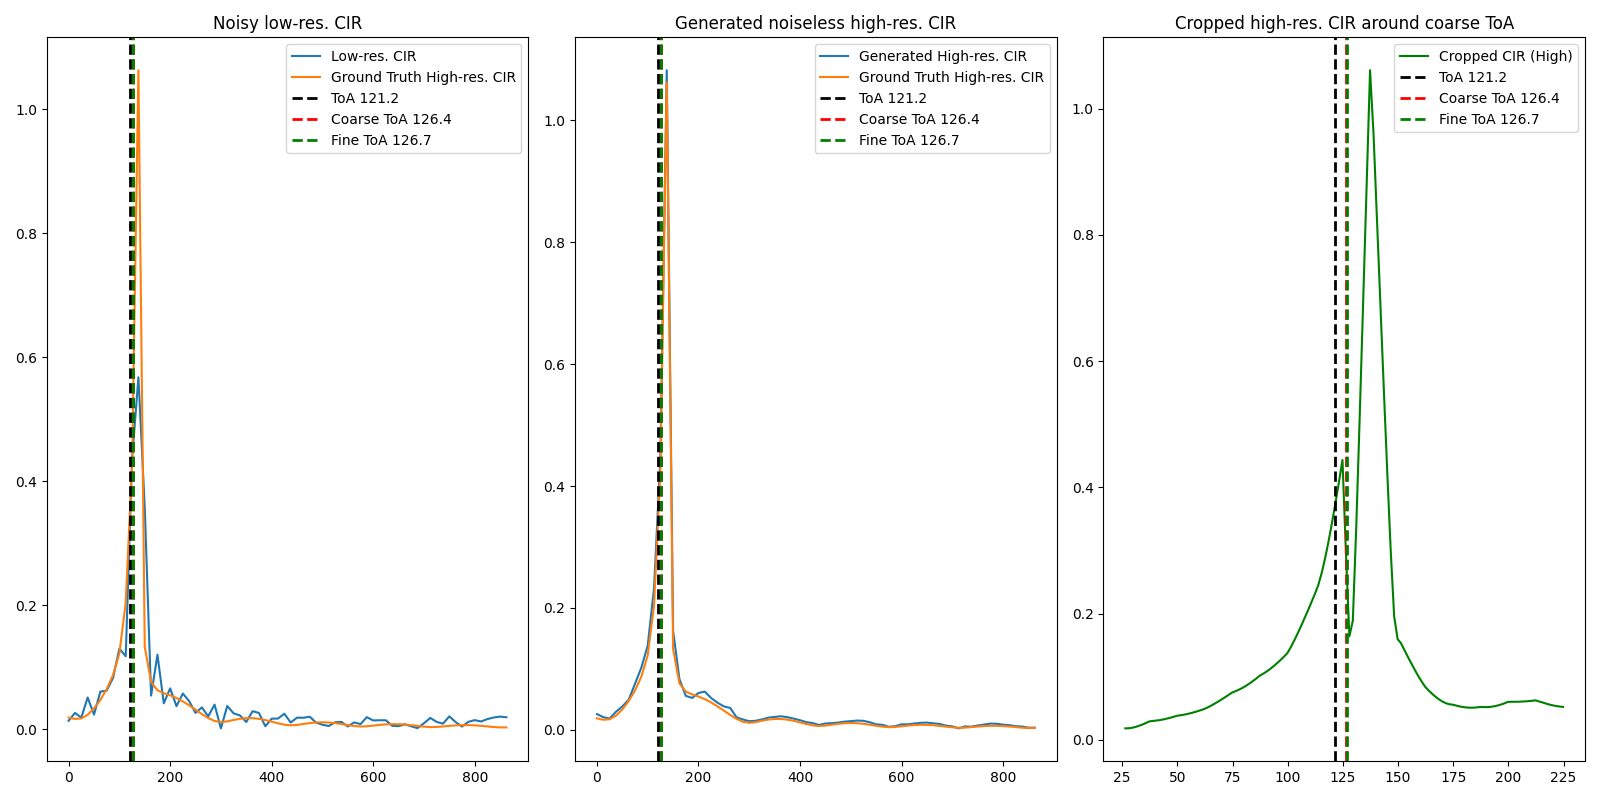 Noisy low-res. CIR
Low-res. CIR
Ground Truth High-res. CIR
ToA 121.2
Coarse ToA 126.4
Fine ToA 126.7
1.0
0.8
0.6
0.4
0.2
0.0
0 200 400 600 800
Generated noiseless high-res. CIR
Generated High-res. CIR
Ground Truth High-res. CIR
ToA 121.2
Coarse ToA 126.4
Fine ToA 126.7
1.0
0.8
0.6
0.4
0.2
0.0
0 200 400 600 800
Cropped high-res. CIR around coarse ToA
Cropped CIR (High)
ToA 121.2
Coarse ToA 126.4
Fine ToA 126.7
1.0
0.8
0.6
0.4
0.2
0.0
25 50 75 100 125 150 175 200 225